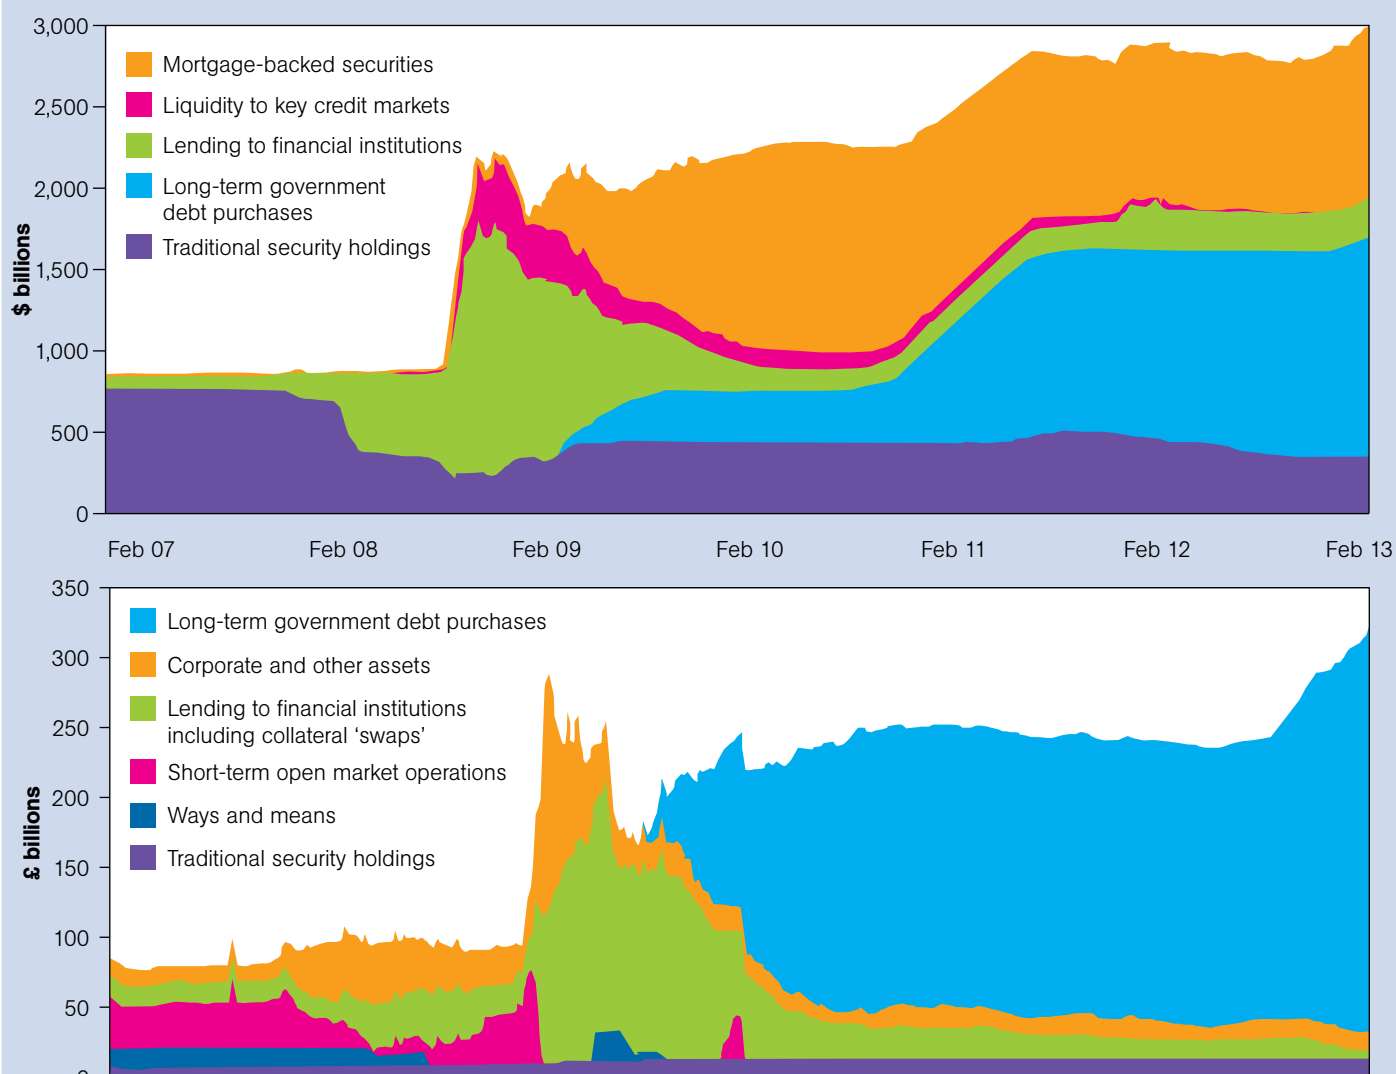 3,000
2,500
2,000
1,500
1,000
500
0
$ billions
Mortgage-backed securities
Liquidity to key credit markets
Lending to financial institutions
Long-term government
debt purchases
Traditional security holdings
Feb 07 Feb 08 Feb 09 Feb 10 Feb 11 Feb 12 Feb 13
350
300
250
200
150
100
50
£ billions
Long-term government debt purchases
Corporate and other assets
Lending to financial institutions
including collateral ‘swaps’
Short-term open market operations
Ways and means
Traditional security holdings